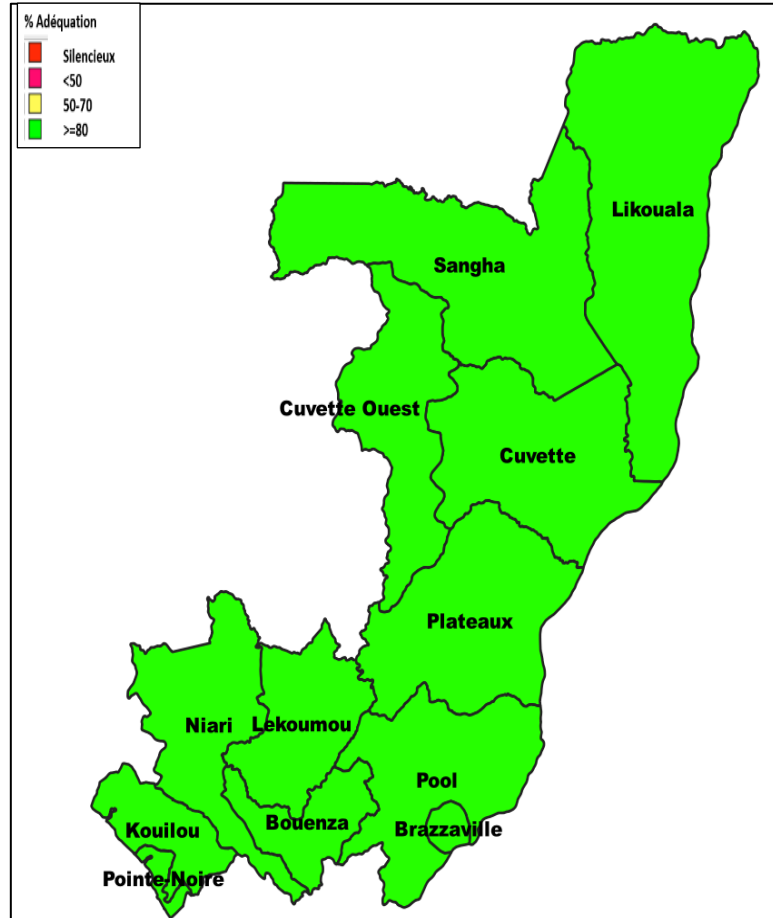 % Adéquation
Silencieux
<50
50-70
>=80
Likouala
Sangha
Cuvette Ouest
Cuvette
Plateaux
Niari
Lekoumou
Pool
Bouenza
Brazzaville
Kouilou
Pointe-Noire